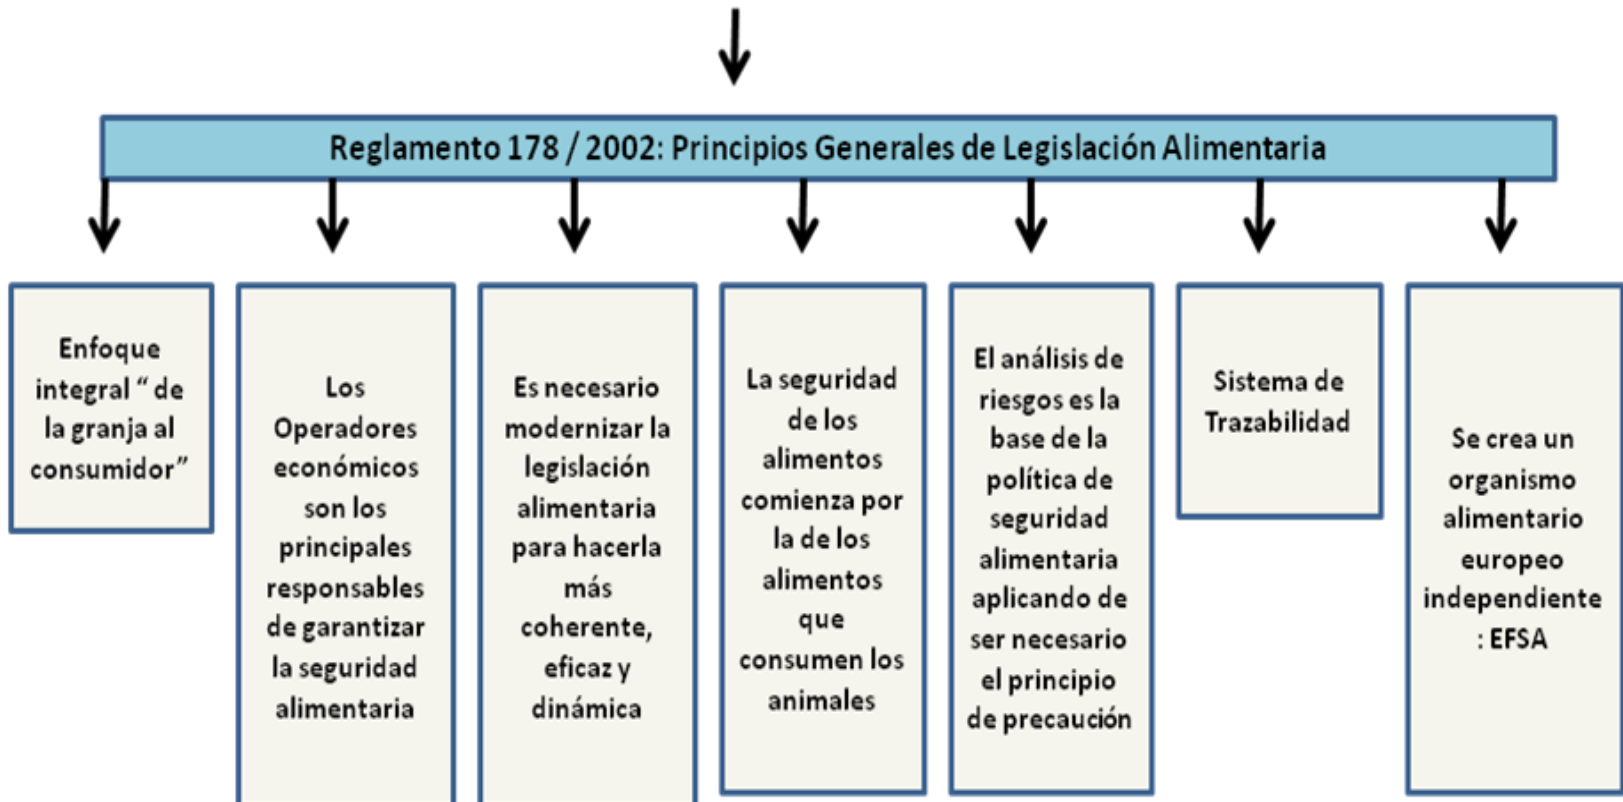 Reglamento 178 / 2002: Principios Generales de Legislación Alimentaria
Enfoque
integral “ de
la granja al
consumidor”
Los
Operadores
económicos
son los
principales
responsables
de garantizar
la seguridad
alimentaria
Es necesario
modernizar la
legislación
alimentaria
para hacerla
más
coherente,
eficaz y
dinámica
La seguridad
de los
alimentos
comienza por
la de los
alimentos
que
consumen los
animales
El análisis de
riesgos es la
base de la
política de
seguridad
alimentaria
aplicando de
ser necesario
el principio
de precaución
Sistema de
Trazabilidad
Se crea un
organismo
alimentario
europeo
independiente
: EFSA